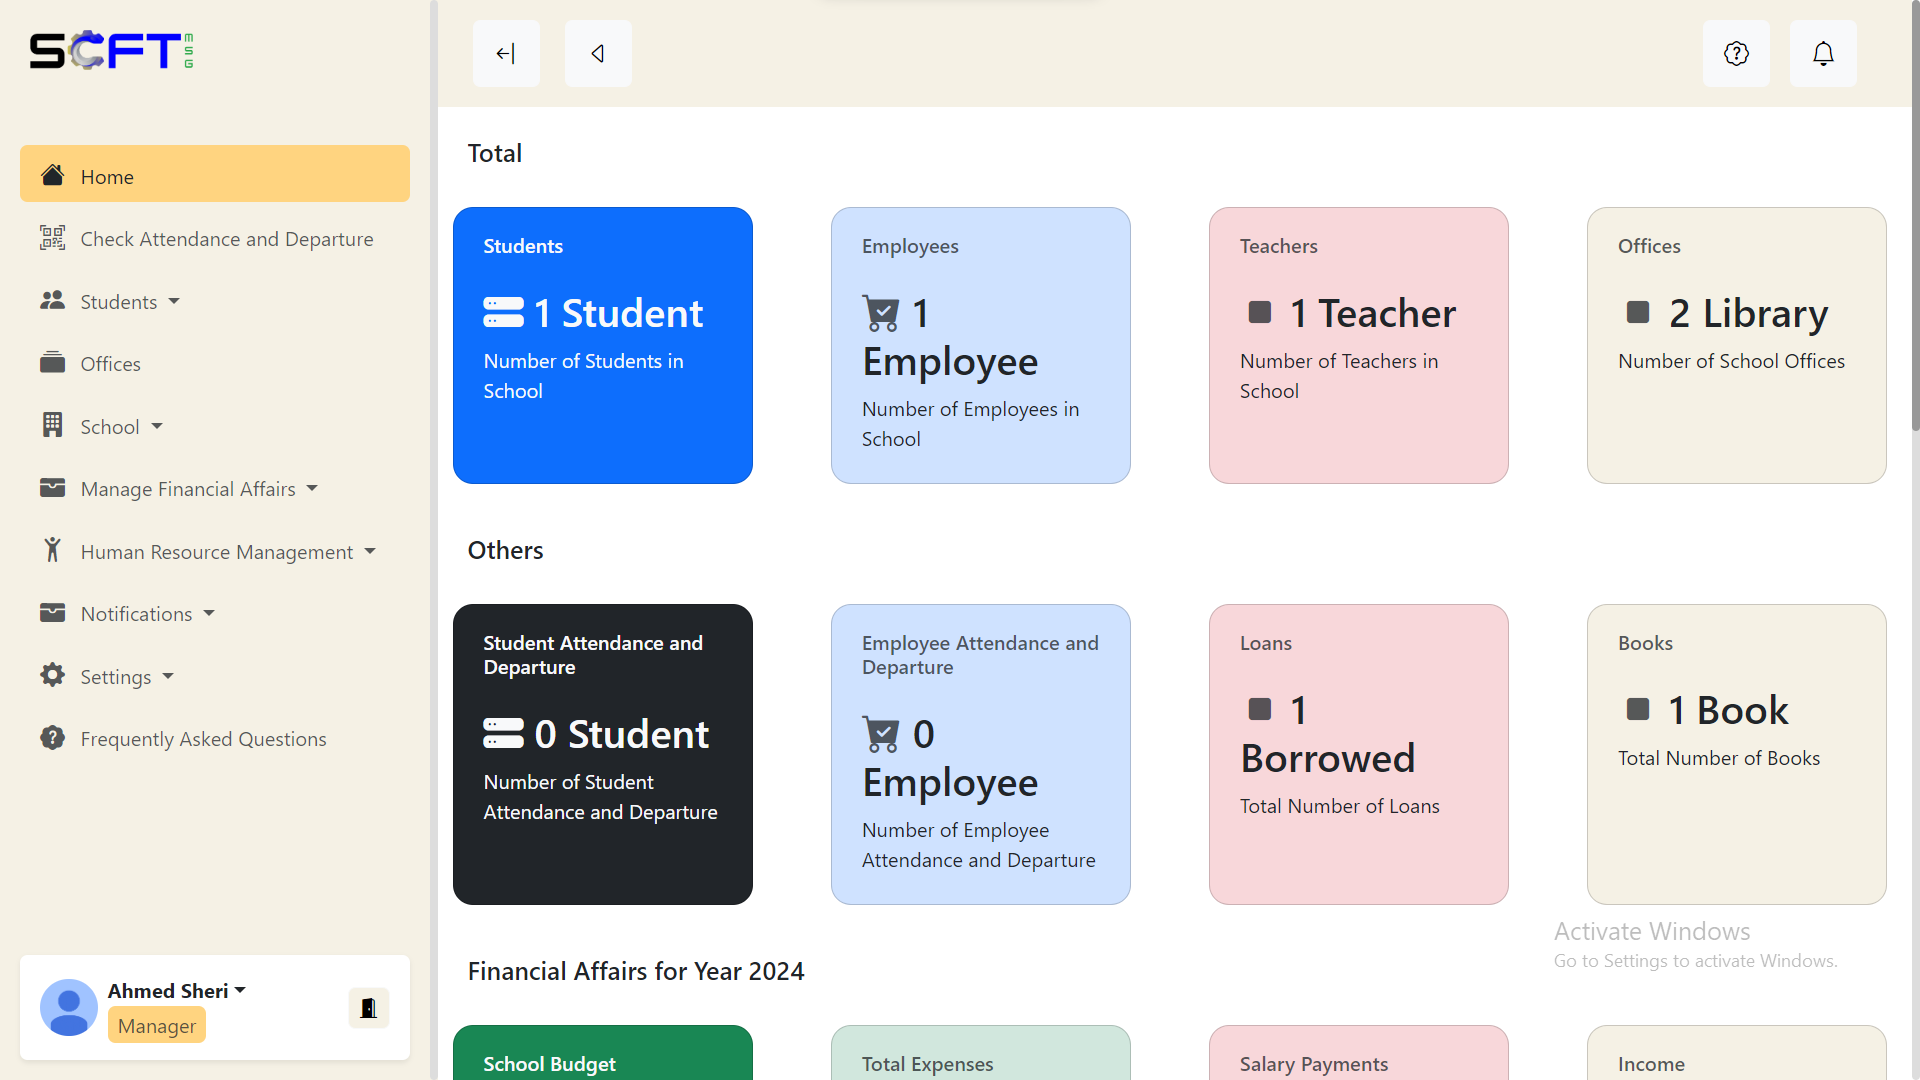 SCFT
MSG
Home
Check Attendance and Departure
Students
Offices
School
Manage Financial Affairs
Human Resource Management
Notifications
Settings
Frequently Asked Questions
Ahmed Sheri
Manager
Total
Students
1 Student
Number of Students in
School
Employees
1
Employee
Number of Employees in
School
Teachers
1 Teacher
Number of Teachers in
School
Offices
2 Library
Number of School Offices
Others
Student Attendance and
Departure
0 Student
Number of Student
Attendance and Departure
Employee Attendance and
Departure
0
Employee
Number of Employee
Attendance and Departure
Loans
1
Borrowed
Total Number of Loans
Books
1 Book
Total Number of Books
Activate Windows
Go to Settings to activate Windows.
Financial Affairs for Year 2024
School Budget
Total Expenses
Salary Payments
Income